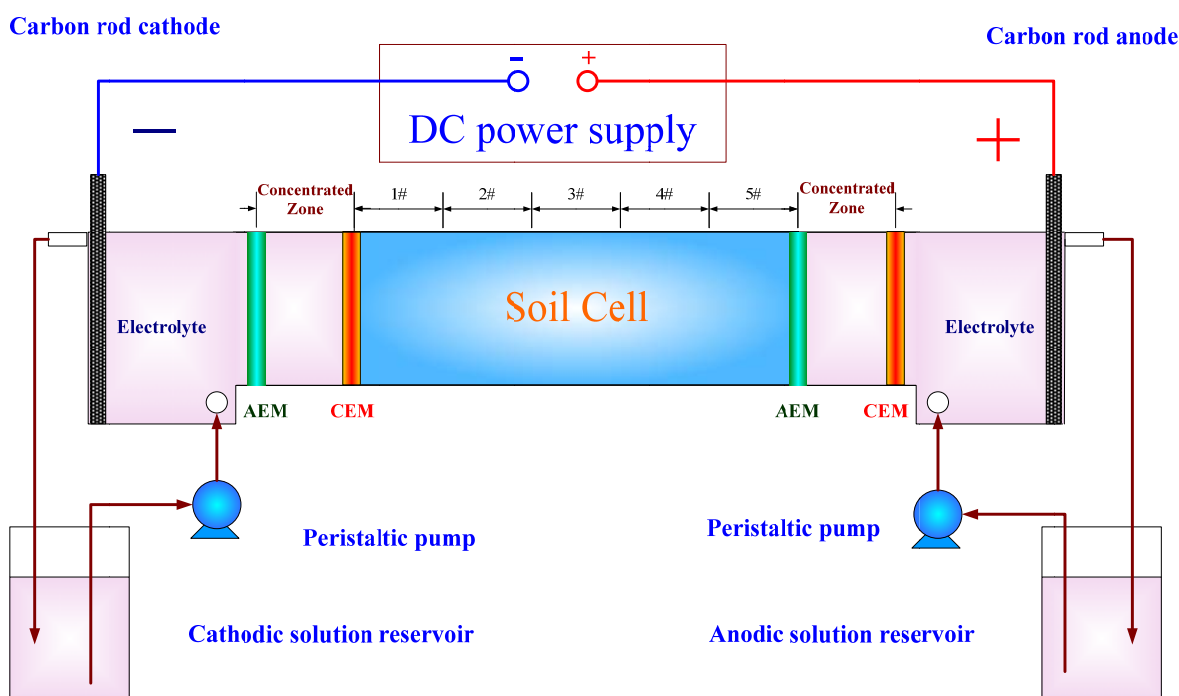 Carbon rod cathode
Carbon rod anode
- +
DC power supply
— +
Concentrated
Zone
1# 2# 3# 4# 5#
Concentrated
Zone
Electrolyte
Soil Cell
Electrolyte
AEM CEM AEM CEM
Peristaltic pump
Peristaltic pump
Cathodic solution reservoir
Anodic solution reservoir